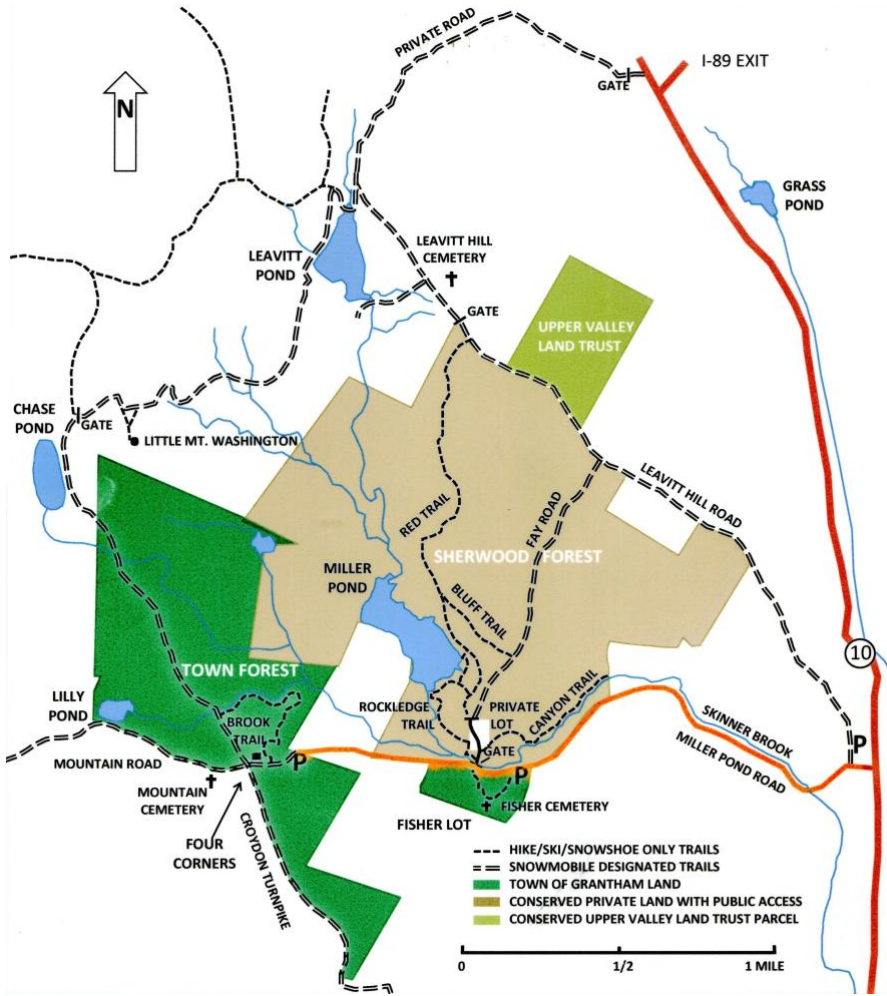 PRIVATE ROAD
I-89 EXIT
GATE
N
GRASS
POND
LEAVITT HILL
CEMETERY
LEAVITT
POND
GATE
UPPER VALLEY
LAND TRUST
CHASE
POND
GATE
LITTLE MT. WASHINGTON
LEAVITT HILL ROAD
RED TRAIL
FAY ROAD
SHERWOOD FOREST
MILLER
POND
BLUFF TRAIL
10
TOWN FOREST
LILLY
POND
BROOK
TRAIL
ROCKLEDGE
TRAIL
PRIVATE
LOT
CANYON TRAIL
GATE
SKINNER BROOK
MILLER POND ROAD
P
P
P
MOUNTAIN ROAD
MOUNTAIN
CEMETERY
FISHER CEMETERY
FISHER LOT
FOUR
CORNERS
CROYDON TURNPIKE
HIKE/SKI/SNOWSHOE ONLY TRAILS
SNOWMOBILE DESIGNATED TRAILS
TOWN OF GRANTHAM LAND
CONSERVED PRIVATE LAND WITH PUBLIC ACCESS
CONSERVED UPPER VALLEY LAND TRUST PARCEL
0 1/2 1 MILE